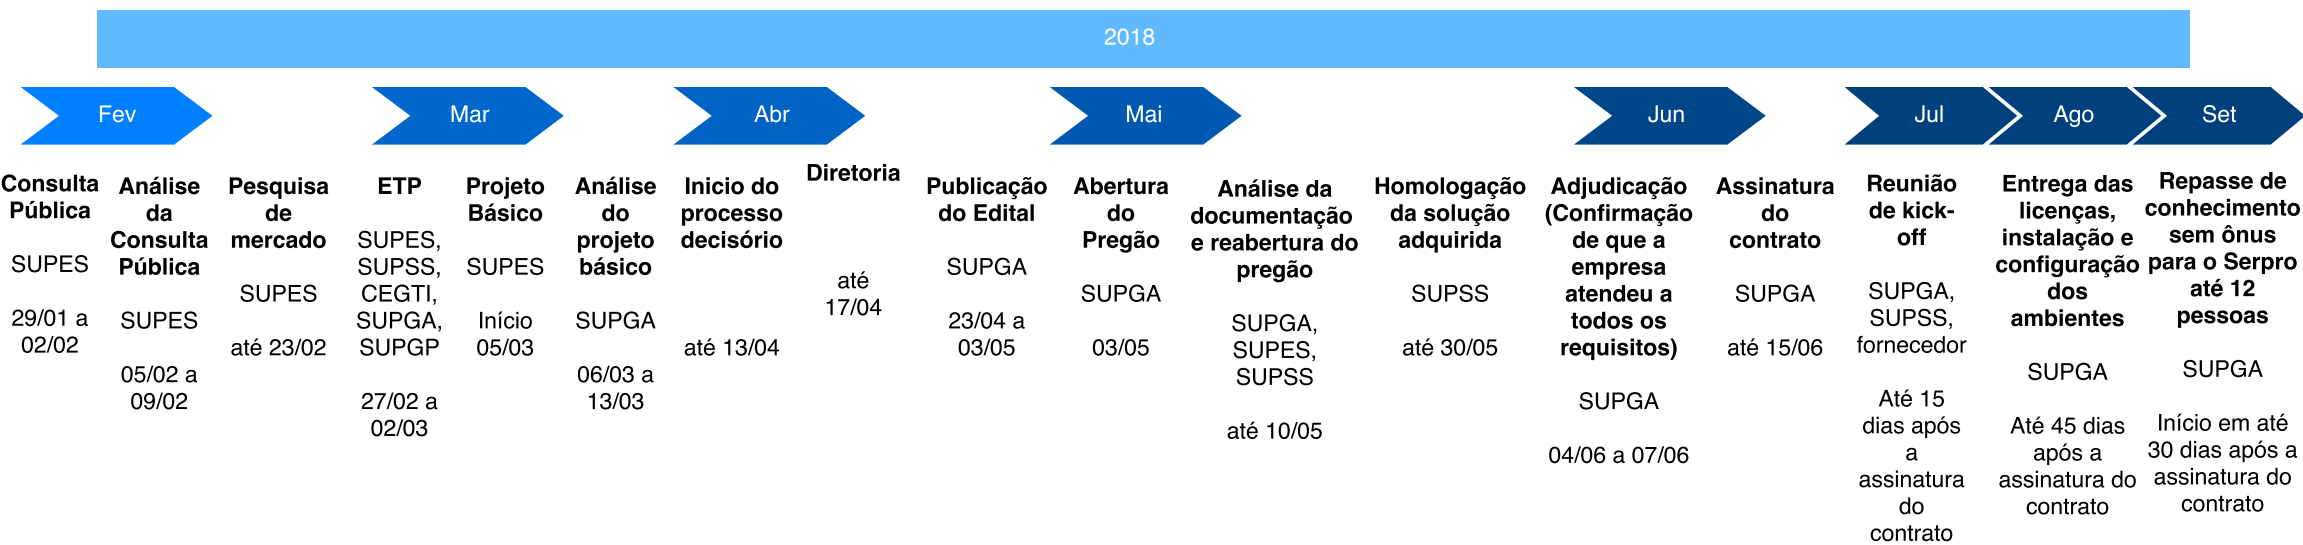 2018
Fev
Mar
Abr
Mai
Jun
Jul
Ago
Set
Consulta
Pública
SUPES
29/01 a
02/02
Análise
da
Consulta
Pública
SUPES
05/02 a
09/02
Pesquisa
de
mercado
SUPES
até 23/02
ETP
SUPES,
SUPSS,
CEGTI,
SUPGA,
SUPGP
27/02 a
02/03
Projeto
Básico
SUPES
Início
05/03
Análise
do
projeto
básico
SUPGA
06/03 a
13/03
Inicio do
processo
decisório
até 13/04
Diretoria
até
17/04
Publicação
do Edital
SUPGA
23/04 a
03/05
Abertura
do
Pregão
SUPGA
03/05
Análise da
documentação
e reabertura do
pregão
SUPGA,
SUPES,
SUPSS
até 10/05
Homologação
da solução
adquirida
SUPSS
até 30/05
Adjudicação
(Confirmação
de que a
empresa
atendeu a
todos os
requisitos)
SUPGA
04/06 a 07/06
Assinatura
do
contrato
SUPGA
até 15/06
Reunião
de kick-
off
SUPGA,
SUPSS,
fornecedor
Até 15
dias após
a
assinatura
do
contrato
Entrega das
licenças,
instalação e
configuração
dos
ambientes
SUPGA
Até 45 dias
após a
assinatura do
contrato
Repasse de
conhecimento
sem ônus
para o Serpro
até 12
pessoas
SUPGA
Início em até
30 dias após a
assinatura do
contrato